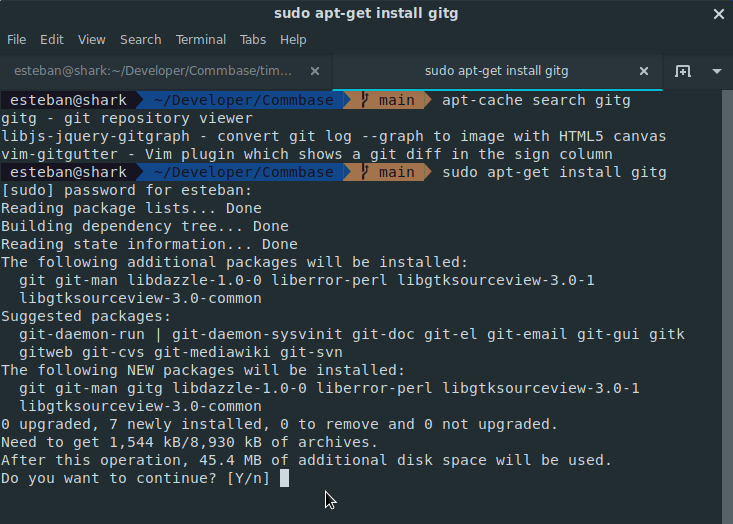 sudo apt-get install gitg
File Edit View Search Terminal Tabs Help
esteban@shark:~/Developer/Commbase/tim... sudo apt-get install gitg
esteban@shark ~/Developer/Commbase main apt-cache search gitg
gitg - git repository viewer
libjs-jquery-gitgraph - convert git log --graph to image with HTML5 canvas
vim-gitgutter - Vim plugin which shows a git diff in the sign column
esteban@shark ~/Developer/Commbase main sudo apt-get install gitg
[sudo] password for esteban:
Reading package lists... Done
Building dependency tree... Done
Reading state information... Done
The following additional packages will be installed:
  git git-man libdazzle-1.0-0 liberror-perl libgtksourceview-3.0-1
  libgtksourceview-3.0-common
Suggested packages:
  git-daemon-run | git-daemon-sysvinit git-doc git-el git-email git-gui gitk
  gitweb git-cvs git-mediawiki git-svn
The following NEW packages will be installed:
  git git-man gitg libdazzle-1.0-0 liberror-perl libgtksourceview-3.0-1
  libgtksourceview-3.0-common
0 upgraded, 7 newly installed, 0 to remove and 0 not upgraded.
Need to get 1,544 kB/8,930 kB of archives.
After this operation, 45.4 MB of additional disk space will be used.
Do you want to continue? [Y/n]